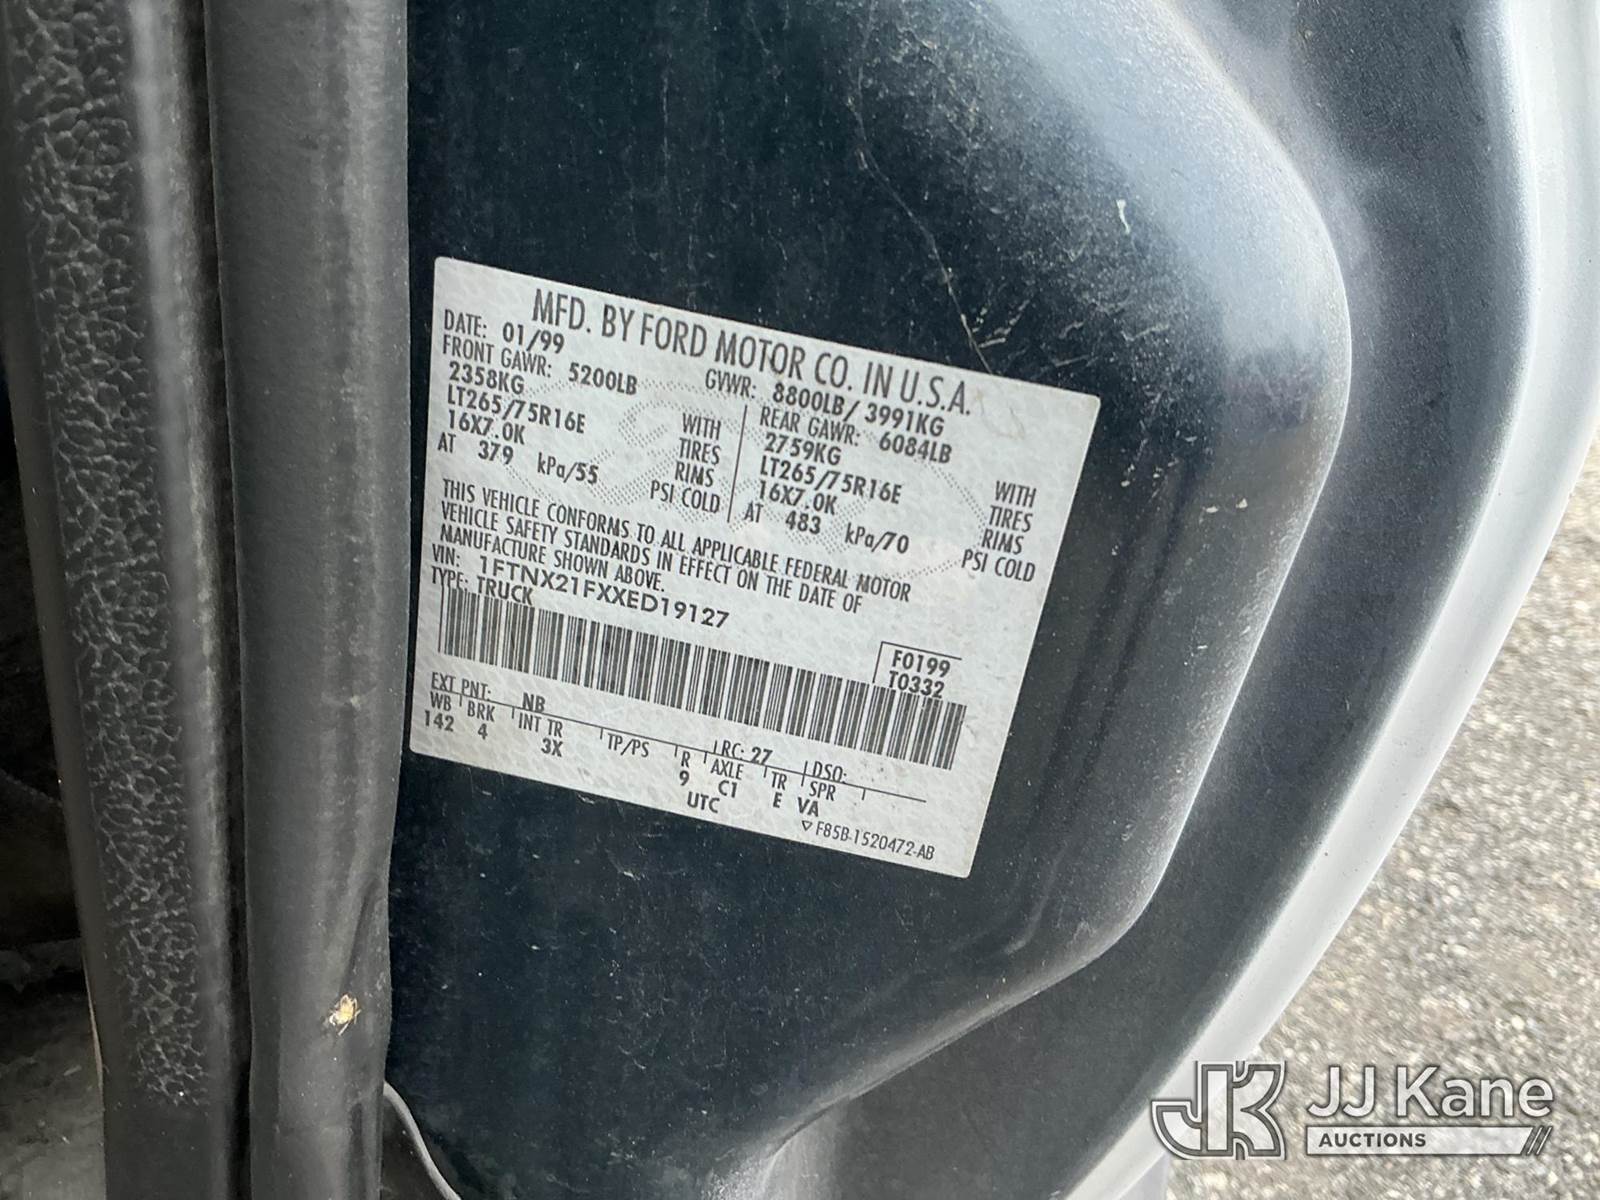 MFD. BY FORD MOTOR CO. IN U.S.A.
DATE: 01/99 GVWR: 8800LB/ 3991KG
FRONT GAWR: 5200LB REAR GAWR: 6084LB
2358KG WITH 2759KG WITH
LT265/75R16E TIRES LT265/75R16E TIRES
16X7.0K RIMS 16X7.0K RIMS
AT 379 kPa/55 PSI COLD AT 483 kPa/70 PSI COLD
THIS VEHICLE CONFORMS TO ALL APPLICABLE FEDERAL MOTOR
VEHICLE SAFETY STANDARDS IN EFFECT ON THE DATE OF
MANUFACTURE SHOWN ABOVE.
VIN: 1FTNX21FXXED19127
TYPE: TRUCK
F0199
T0332
EXT PNT: NB RC: 27 DSO:
WB BRK INT TR TP/PS R AXLE TR SPR
142 4 3X 9 C1 E VA
UTC
F85B-1520472-AB
JK JJ Kane
AUCTIONS